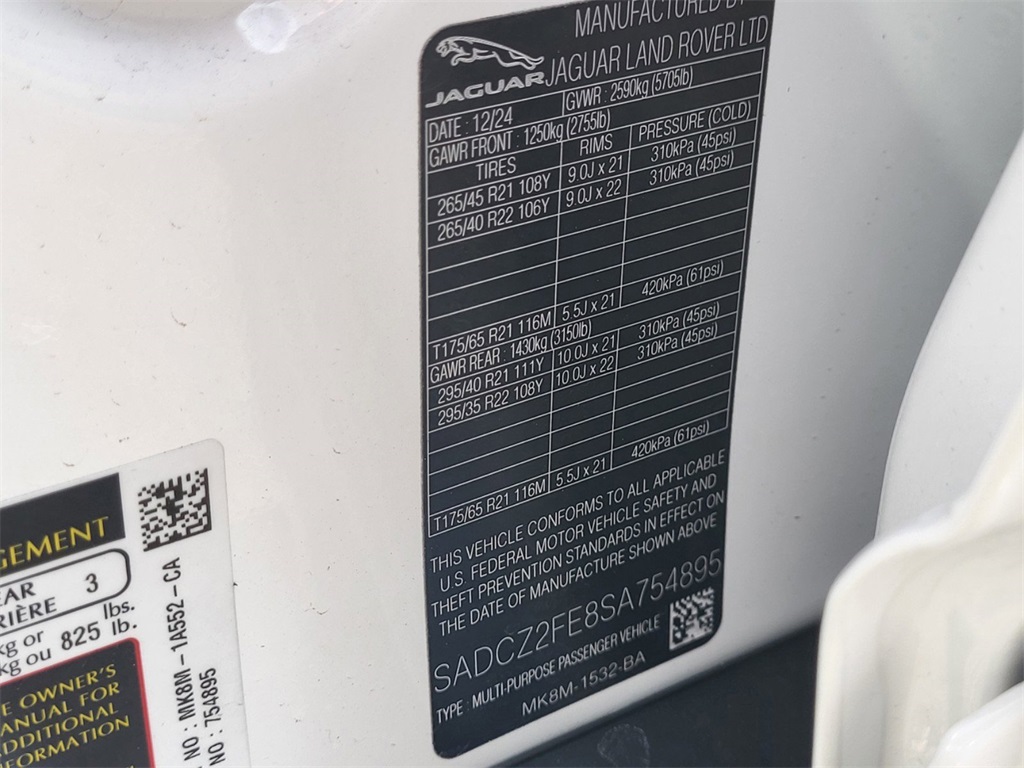 MANUFACTURED BY
JAGUAR LAND ROVER LTD
JAGUAR
DATE : 12/24
GVWR : 2590kg (5705lb)
GAWR FRONT : 1250kg (2755lb)
TIRES RIMS PRESSURE (COLD)
265/45 R21 108Y 9.0J x 21 310kPa (45psi)
265/40 R22 106Y 9.0J x 22 310kPa (45psi)
T175/65 R21 116M 5.5J x 21 420kPa (61psi)
GAWR REAR : 1430kg (3150lb)
295/40 R21 111Y 10.0J x 21 310kPa (45psi)
295/35 R22 108Y 10.0J x 22 310kPa (45psi)
T175/65 R21 116M 5.5J x 21 420kPa (61psi)
THIS VEHICLE CONFORMS TO ALL APPLICABLE
U.S. FEDERAL MOTOR VEHICLE SAFETY AND
THEFT PREVENTION STANDARDS IN EFFECT ON
THE DATE OF MANUFACTURE SHOWN ABOVE
SADCZ2FE8SA754895
TYPE : MULTI-PURPOSE PASSENGER VEHICLE
MK8M-1532-BA
GEMENT
EAR 3
RIÈRE
kg or 825 lbs.
kg ou lb.
E OWNER'S
MANUAL FOR
ADDITIONAL
FORMATION
NO : MK8M-1A552-CA
NO : 754895